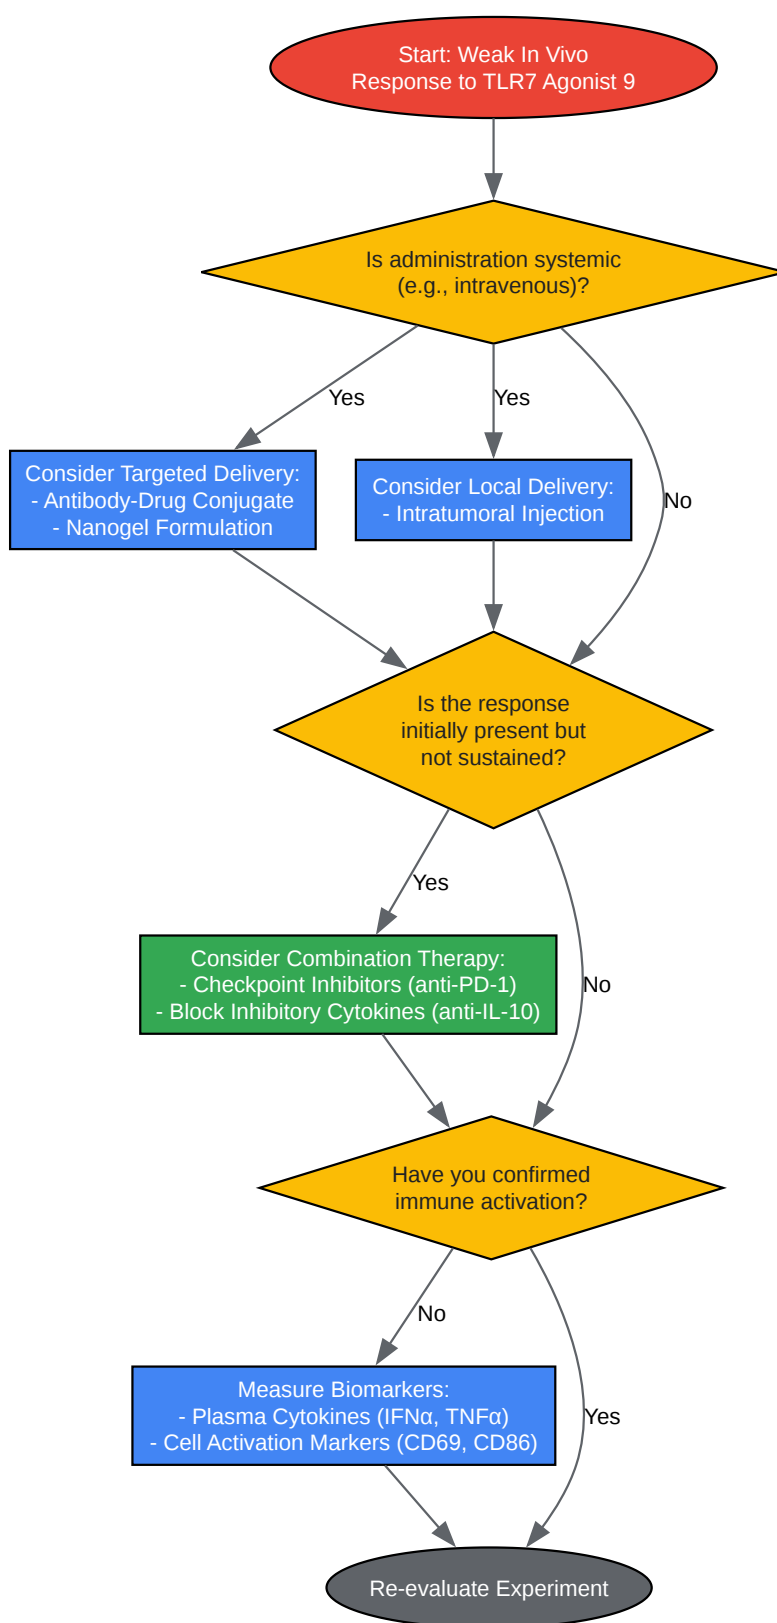 Start: Weak In Vivo
Response to TLR7 Agonist 9
Is administration systemic
(e.g., intravenous)?
Yes
Yes
No
Consider Targeted Delivery:
- Antibody-Drug Conjugate
- Nanogel Formulation
Consider Local Delivery:
- Intratumoral Injection
Is the response
initially present but
not sustained?
Yes
No
Consider Combination Therapy:
- Checkpoint Inhibitors (anti-PD-1)
- Block Inhibitory Cytokines (anti-IL-10)
Have you confirmed
immune activation?
No
Yes
Measure Biomarkers:
- Plasma Cytokines (IFNα, TNFα)
- Cell Activation Markers (CD69, CD86)
Re-evaluate Experiment